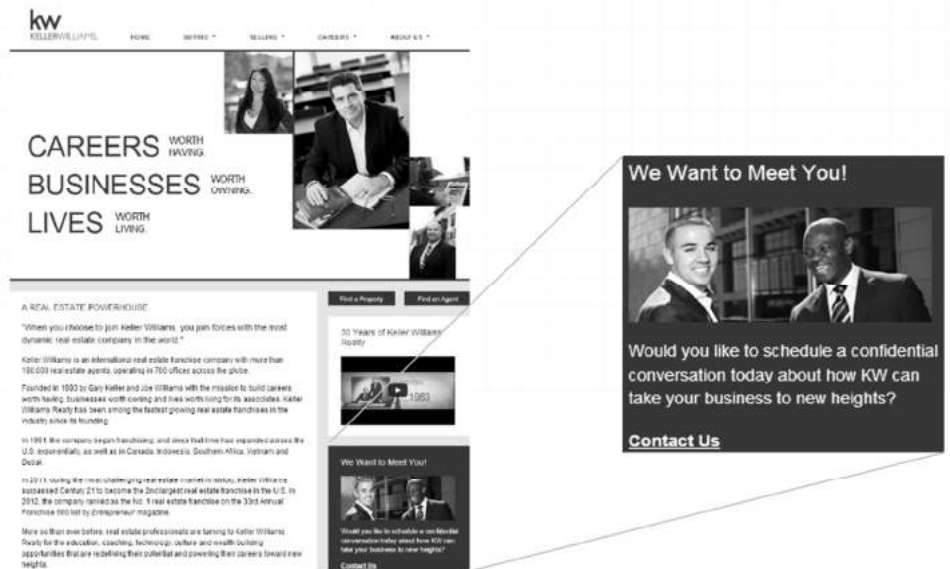 kw
KELLERWILLIAMS.
HOME BUYING SELLING CAREERS ABOUT US
CAREERS WORTH HAVING.
BUSINESSES WORTH OWNING.
LIVES WORTH LIVING.
A REAL ESTATE POWERHOUSE
"When you choose to join Keller Williams, you join forces with the most
dynamic real estate company in the world."
Keller Williams is an international real estate franchise company with more than
real estate agents, operating in 700 offices across the globe.
Founded in 1983 by Gary Keller and Joe Williams with the mission to build careers
worth having, businesses worth owning and lives worth living for its associates, Keller
Williams Realty has been among the fastest growing real estate franchises in the
industry since its founding.
In 1991, the company began franchising, and since that time has expanded across the
U.S. exponentially, as well as in Canada, Indonesia, Southern Africa, Vietnam and
Dubai.
In 2011, during the most challenging real estate market in history, Keller Williams
surpassed Century 21 to become the 2nd largest real estate franchise in the U.S. In
2012, the company ranked as the No. 1 real estate franchise on the 33rd Annual
Franchise 500 list by Entrepreneur magazine.
More so than ever before, real estate professionals are turning to Keller Williams
Realty for the education, coaching, technology, culture and wealth building
opportunities that are redefining their potential and powering their careers toward new
heights.
Find a Property Find an Agent
30 Years of Keller Williams
Realty
1983
We Want to Meet You!
Would you like to schedule a confidential
conversation today about how KW can
take your business to new heights?
Contact Us
We Want to Meet You!
Would you like to schedule a confidential
conversation today about how KW can
take your business to new heights?
Contact Us